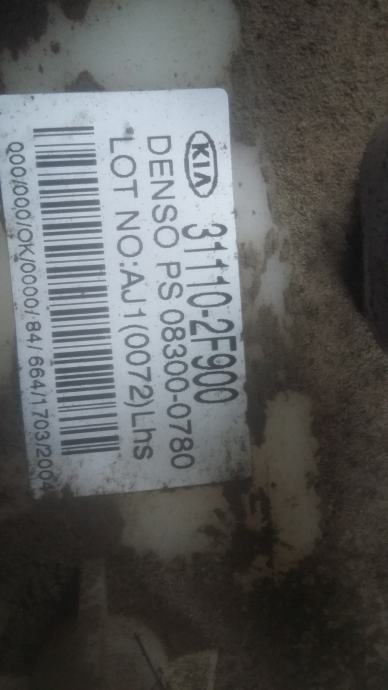 KIA 31110-2F900
DENSO PS 08300-0780
*LOT NO:AJ1(0072)Lhs
000/000/OK/0000/84/664/1703/2004